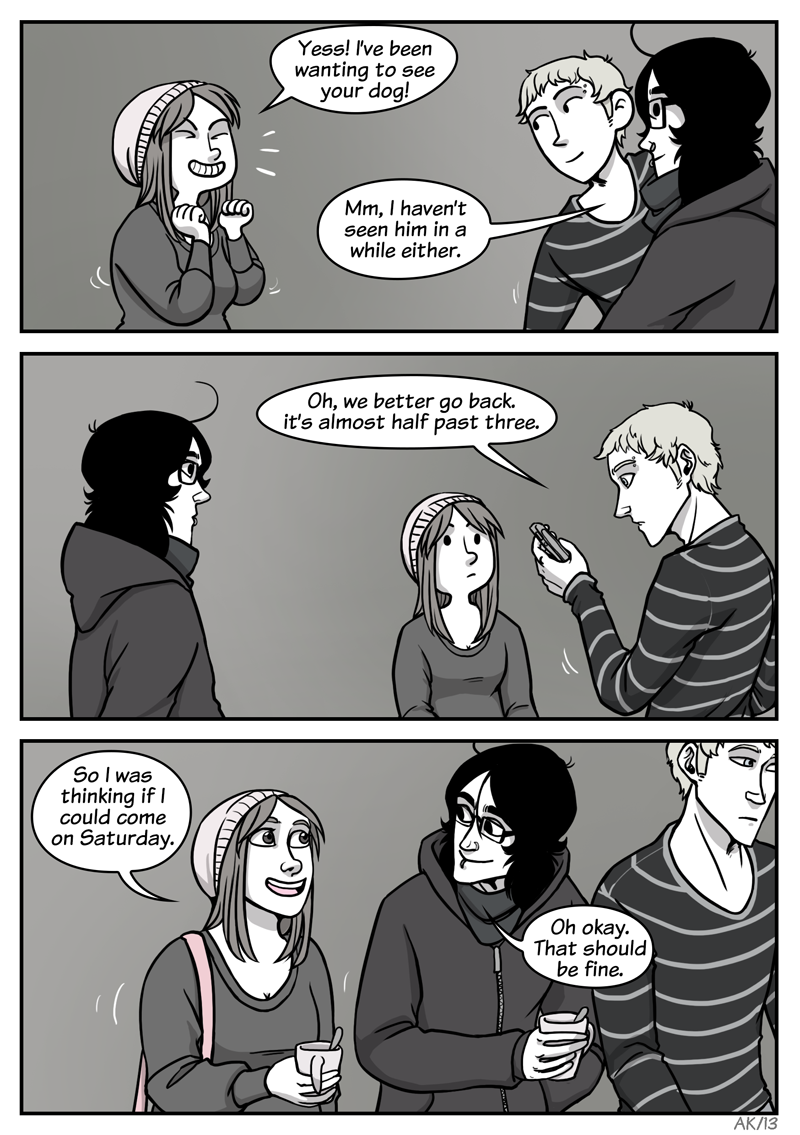 Yess! I've been
wanting to see
your dog!
Mm, I haven't
seen him in a
while either.
Oh, we better go back.
it's almost half past three.
So I was
thinking if I
could come
on Saturday.
Oh okay.
That should
be fine.
AK/13